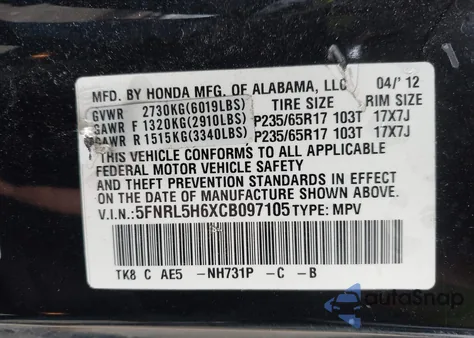 MFD. BY HONDA MFG. OF ALABAMA, LLC 04/'12
GVWR 2730KG(6019LBS) TIRE SIZE RIM SIZE
GAWR F 1320KG(2910LBS) P235/65R17 103T 17X7J
GAWR R 1515KG(3340LBS) P235/65R17 103T 17X7J
THIS VEHICLE CONFORMS TO ALL APPLICABLE
FEDERAL MOTOR VEHICLE SAFETY
AND THEFT PREVENTION STANDARDS IN EFFECT
ON THE DATE OF MANUFACTURE SHOWN ABOVE.
V.I.N: 5FNRL5H6XCB097105 TYPE: MPV
TK8 C AE5 -NH731P -C -B
autoSnap